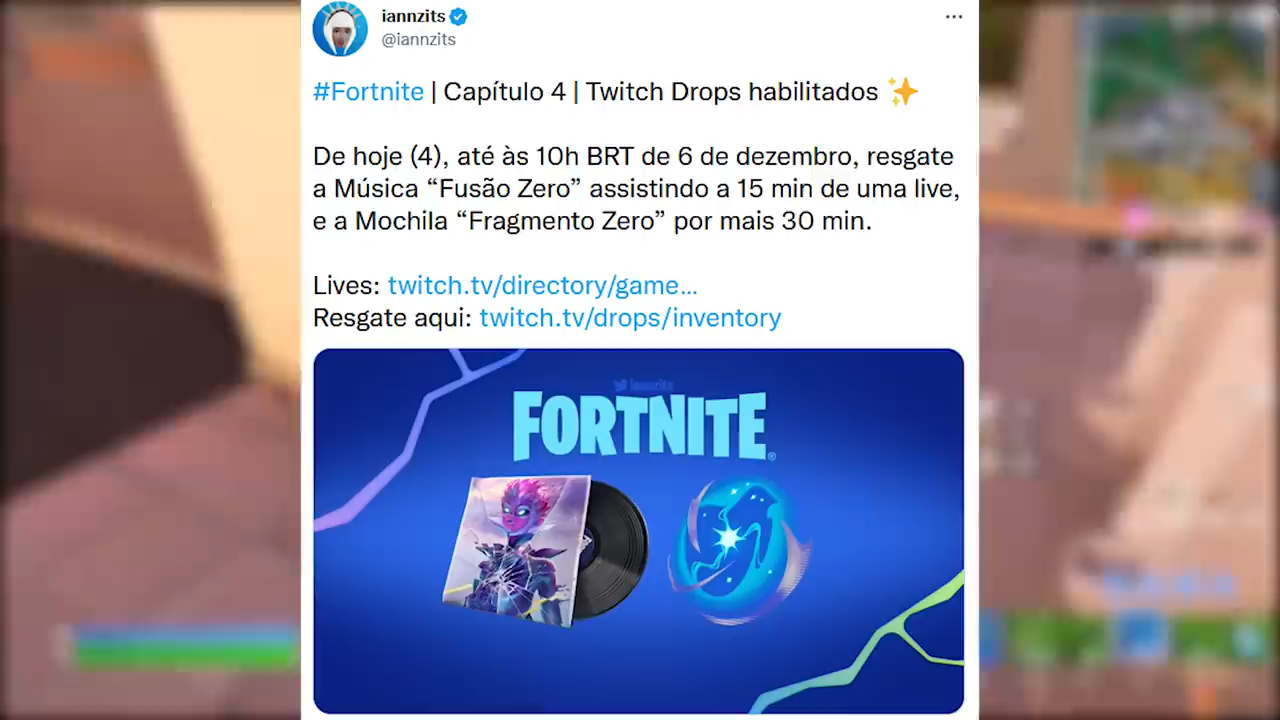 iannzits
@iannzits
#Fortnite | Capítulo 4 | Twitch Drops habilitados ✨
De hoje (4), até às 10h BRT de 6 de dezembro, resgate
a Música “Fusão Zero” assistindo a 15 min de uma live,
e a Mochila “Fragmento Zero” por mais 30 min.
Lives: twitch.tv/directory/game...
Resgate aqui: twitch.tv/drops/inventory
iannzits
FORTNITE